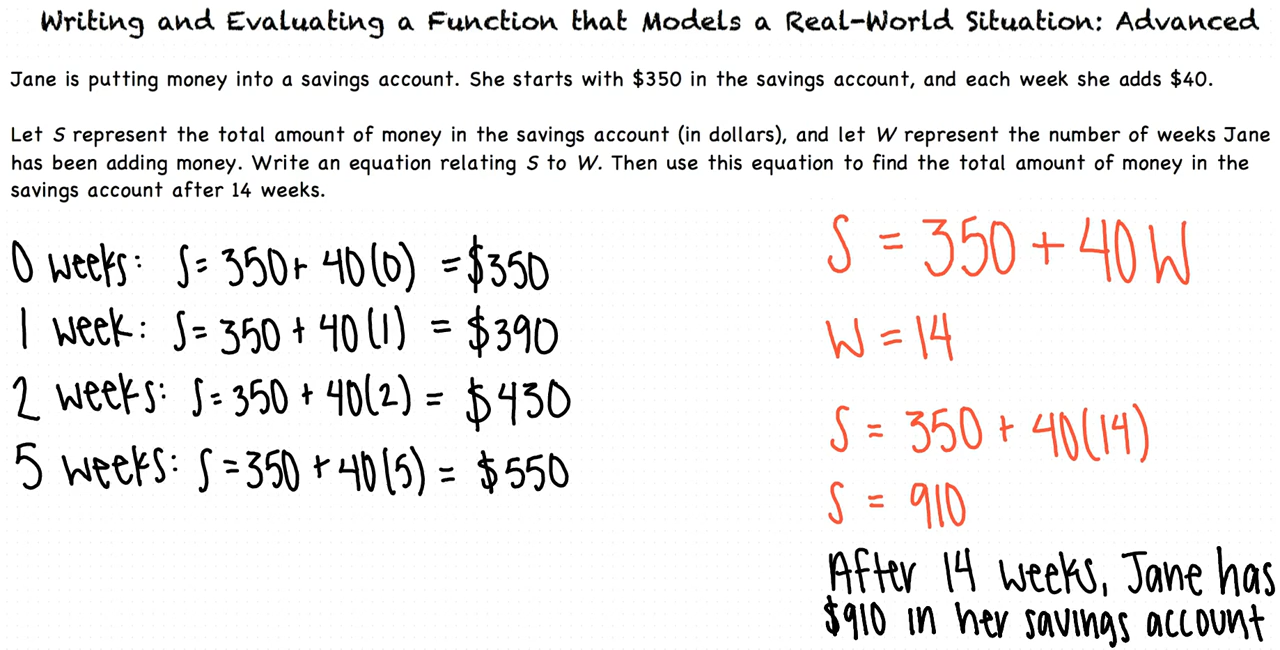 Writing and Evaluating a Function that Models a Real-World Situation: Advanced
Jane is putting money into a savings account. She starts with $350 in the savings account, and each week she adds $40.
Let S represent the total amount of money in the savings account (in dollars), and let W represent the number of weeks Jane
has been adding money. Write an equation relating S to W. Then use this equation to find the total amount of money in the
savings account after 14 weeks.
0 weeks: S = 350 + 40(0) = $350
1 week: S = 350 + 40(1) = $390
2 weeks: S = 350 + 40(2) = $430
5 weeks: S = 350 + 40(5) = $550
S = 350 + 40W
W = 14
S = 350 + 40(14)
S = 910
After 14 weeks, Jane has
$910 in her savings account